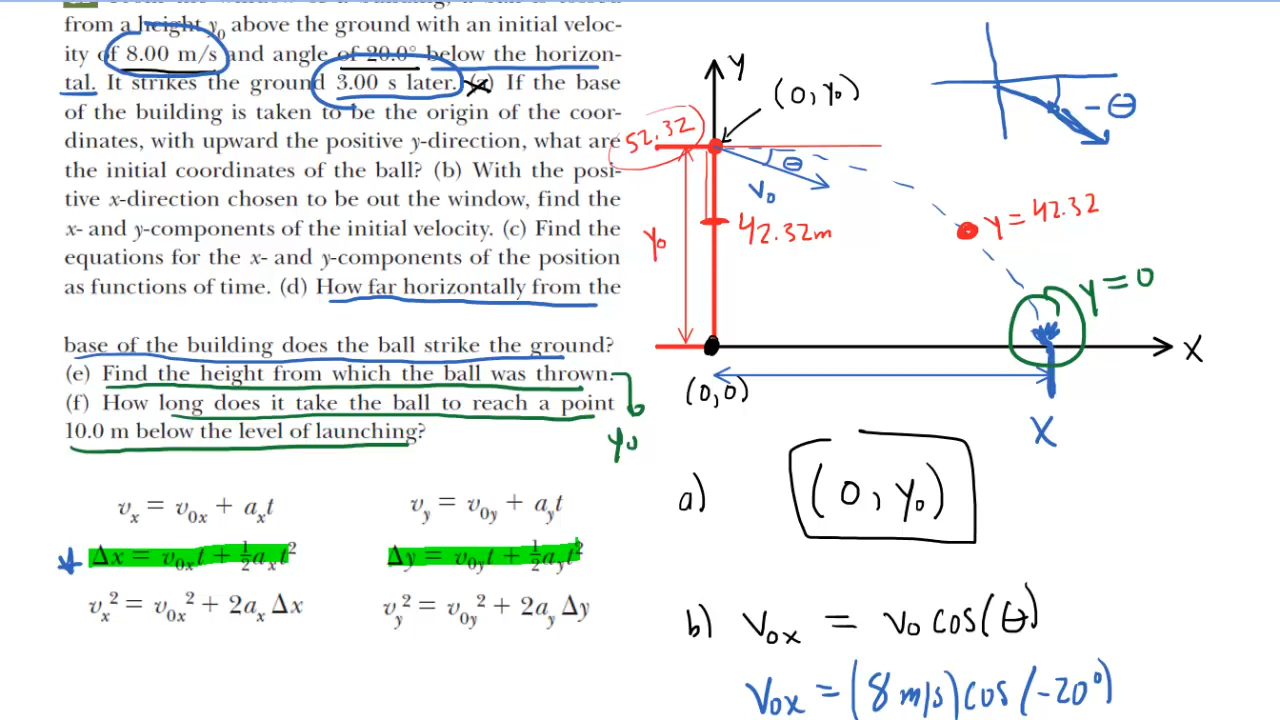 from a height y₀ above the ground with an initial veloc-
ity of 8.00 m/s and angle of 20.0° below the horizon-
tal. It strikes the ground 3.00 s later. (a) If the base
of the building is taken to be the origin of the coor-
dinates, with upward the positive y-direction, what are
the initial coordinates of the ball? (b) With the posi-
tive x-direction chosen to be out the window, find the
x- and y-components of the initial velocity. (c) Find the
equations for the x- and y-components of the position
as functions of time. (d) How far horizontally from the
base of the building does the ball strike the ground?
(e) Find the height from which the ball was thrown.
(f) How long does it take the ball to reach a point
10.0 m below the level of launching?
y₀
vₓ = v₀ₓ + aₓt
Δx = v₀ₓt + ½aₓt²
vₓ² = v₀ₓ² + 2aₓ Δx
v_y = v₀y + a_yt
Δy = v₀yt + ½a_yt²
v_y² = v₀y² + 2a_y Δy
Y
(0, y₀)
-θ
52.32
θ
V₀
y₀
42.32m
y = 42.32
y = 0
X
(0,0)
X
a) (0, y₀)
b) V₀ₓ = V₀ cos(θ)
V₀ₓ = (8 m/s) cos(-20°)